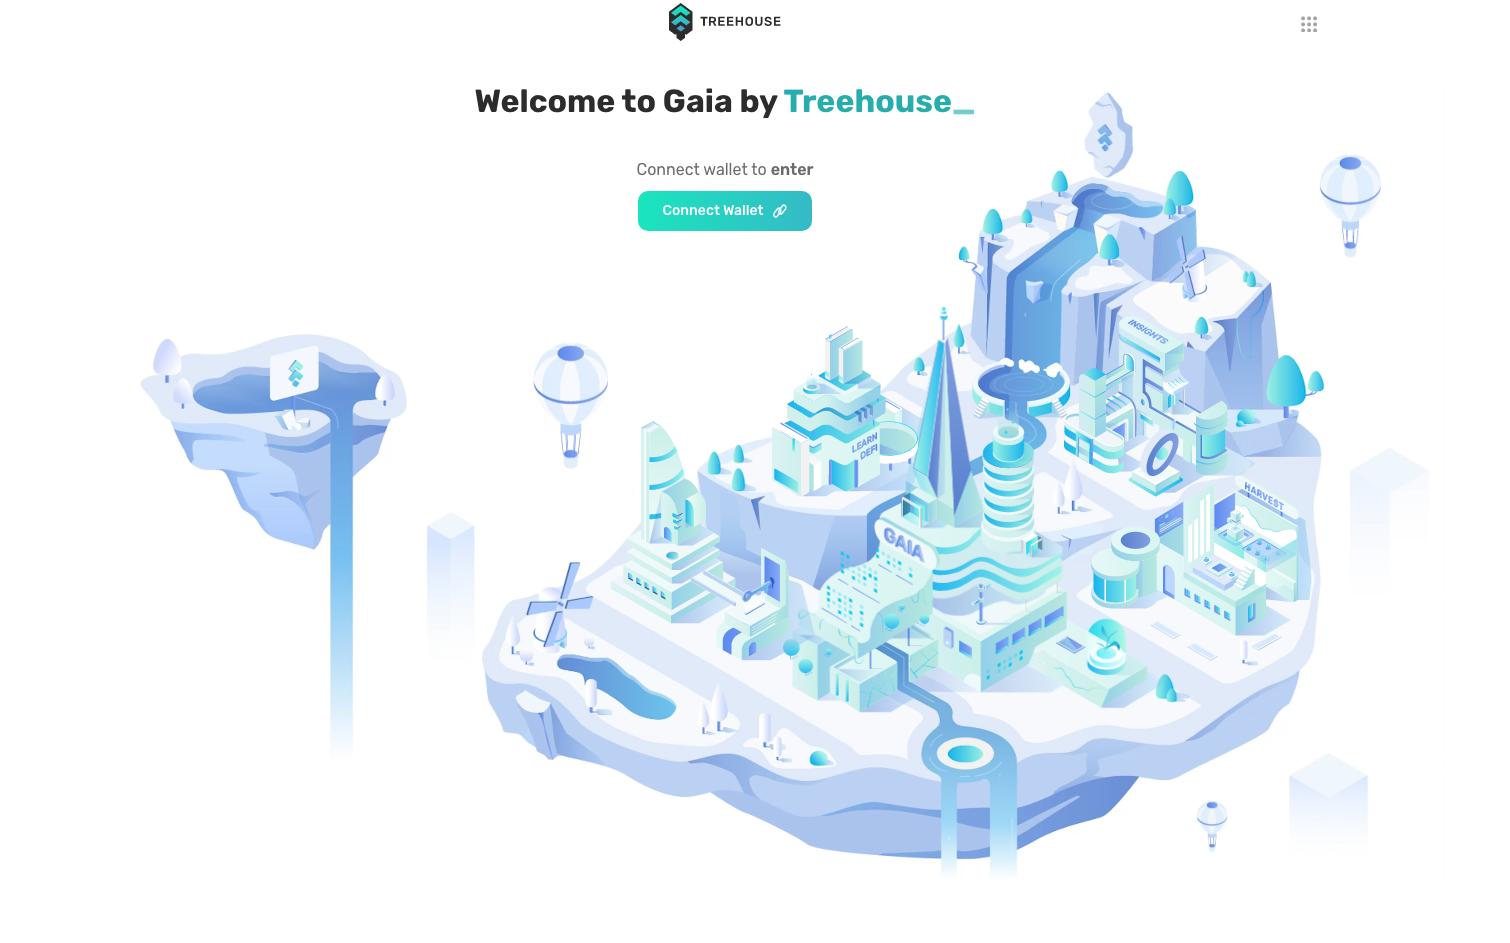 TREEHOUSE
Welcome to Gaia by Treehouse_
Connect wallet to enter
Connect Wallet
INSIGHTS
LEARN
DEFI
HARVEST
GAIA